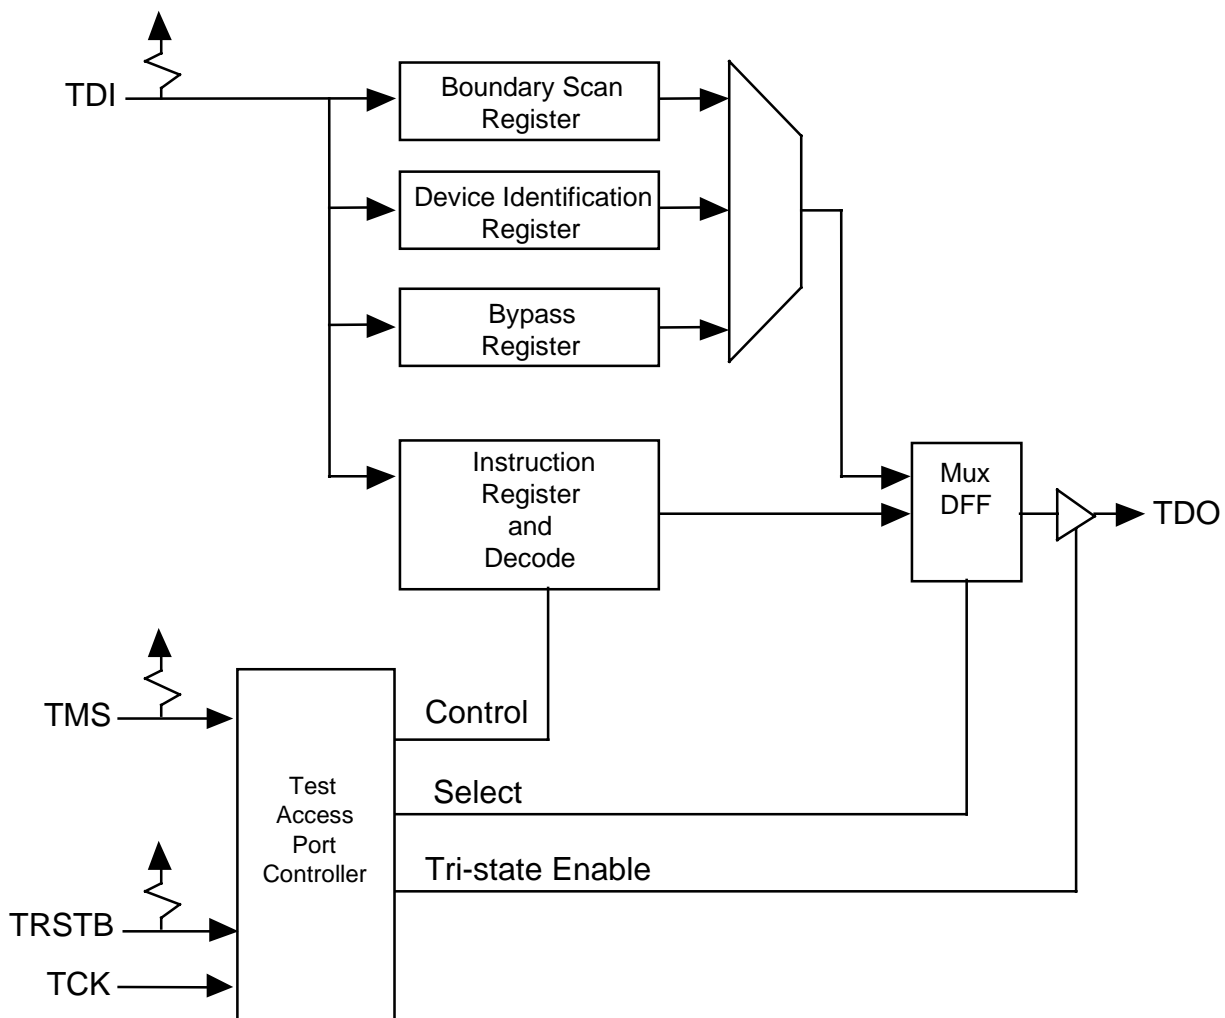 TDI
Boundary Scan
Register
Device Identification
Register
Bypass
Register
Instruction
Register
and
Decode
Mux
DFF
TDO
TMS
Control
Test
Access
Port
Controller
Select
Tri-state Enable
TRSTB
TCK